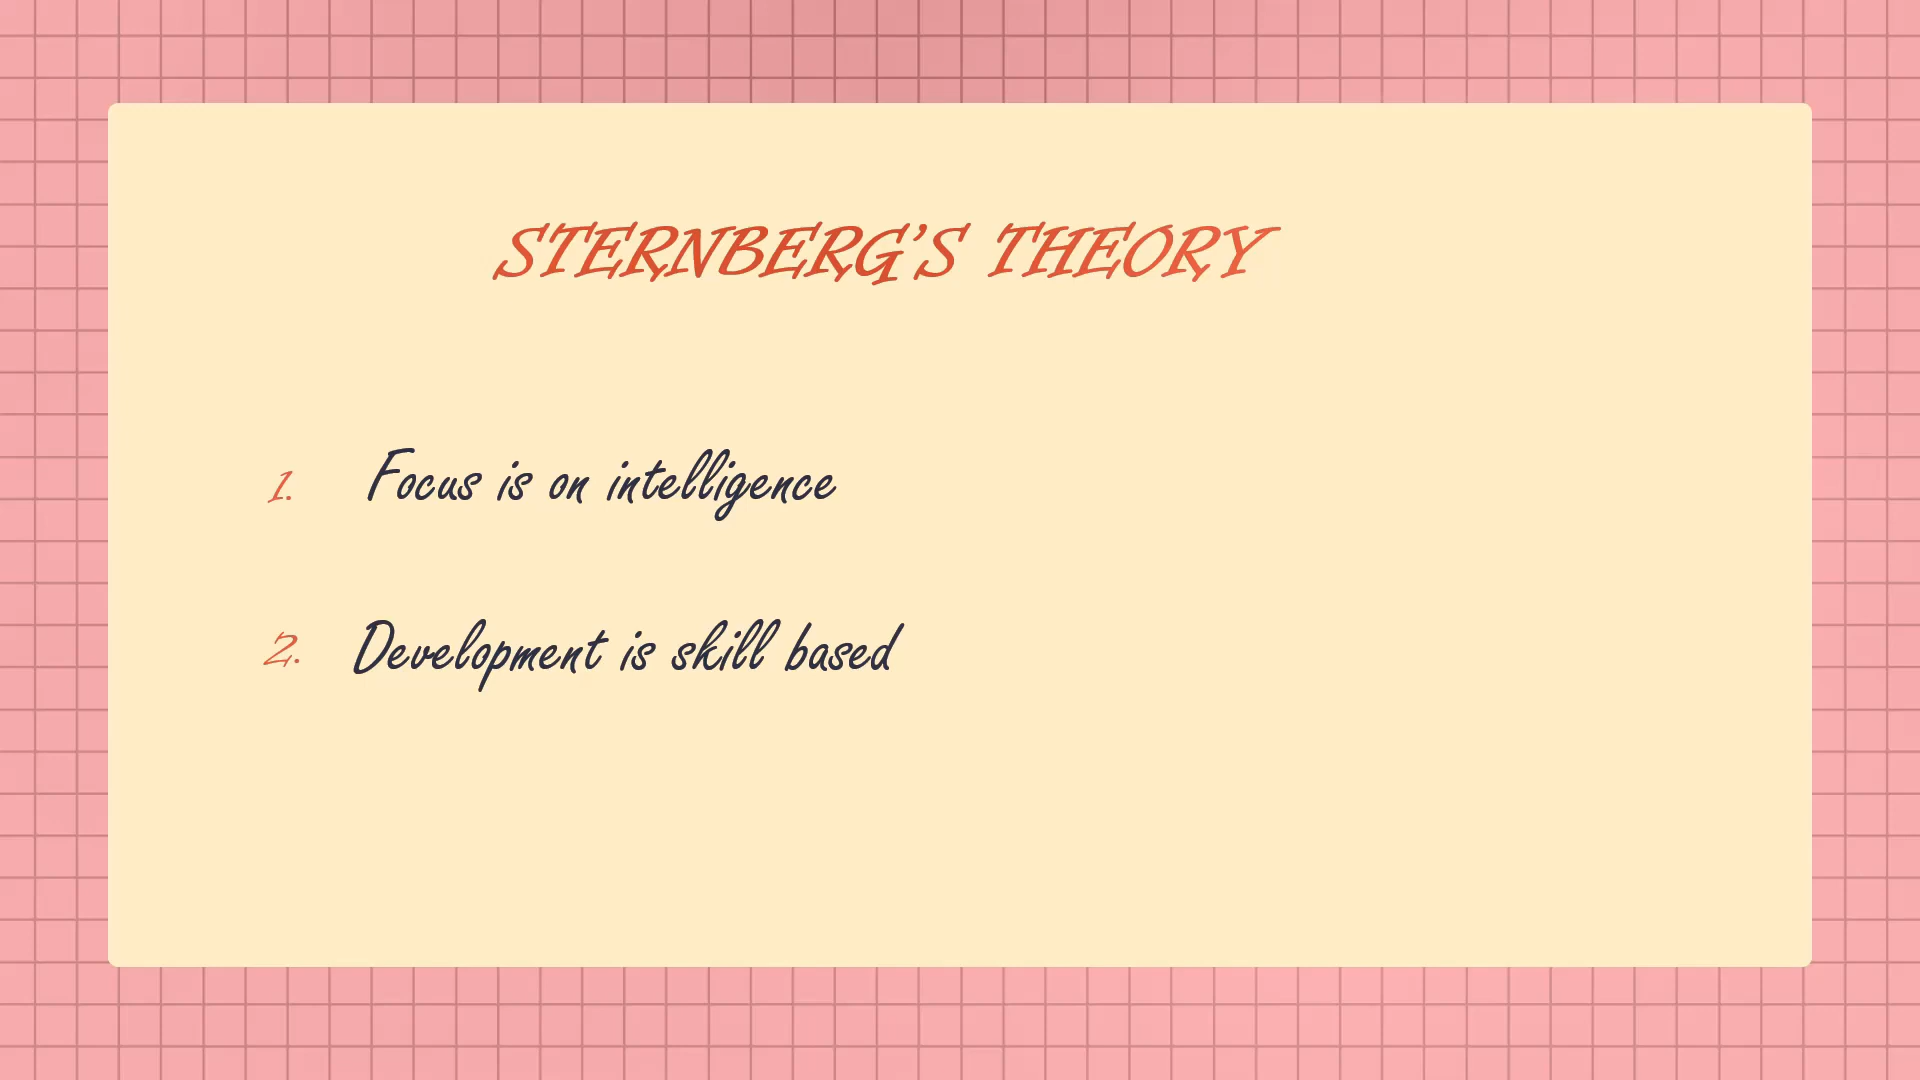 STERNBERG’S THEORY
1. Focus is on intelligence
2. Development is skill based